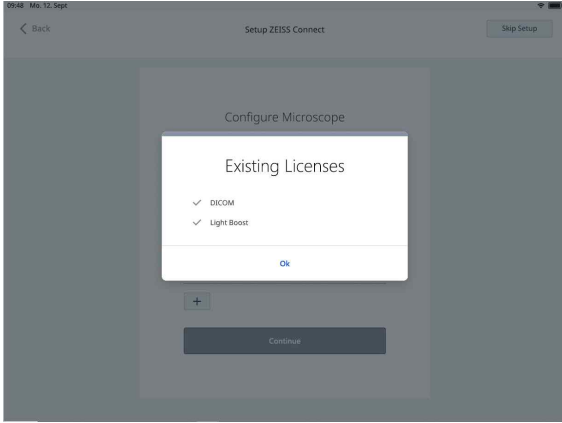 09:48 Mo. 12. Sept
Back
Setup ZEISS Connect
Skip Setup
Configure Microscope
Existing Licenses
DICOM
Light Boost
Ok
+
Continue